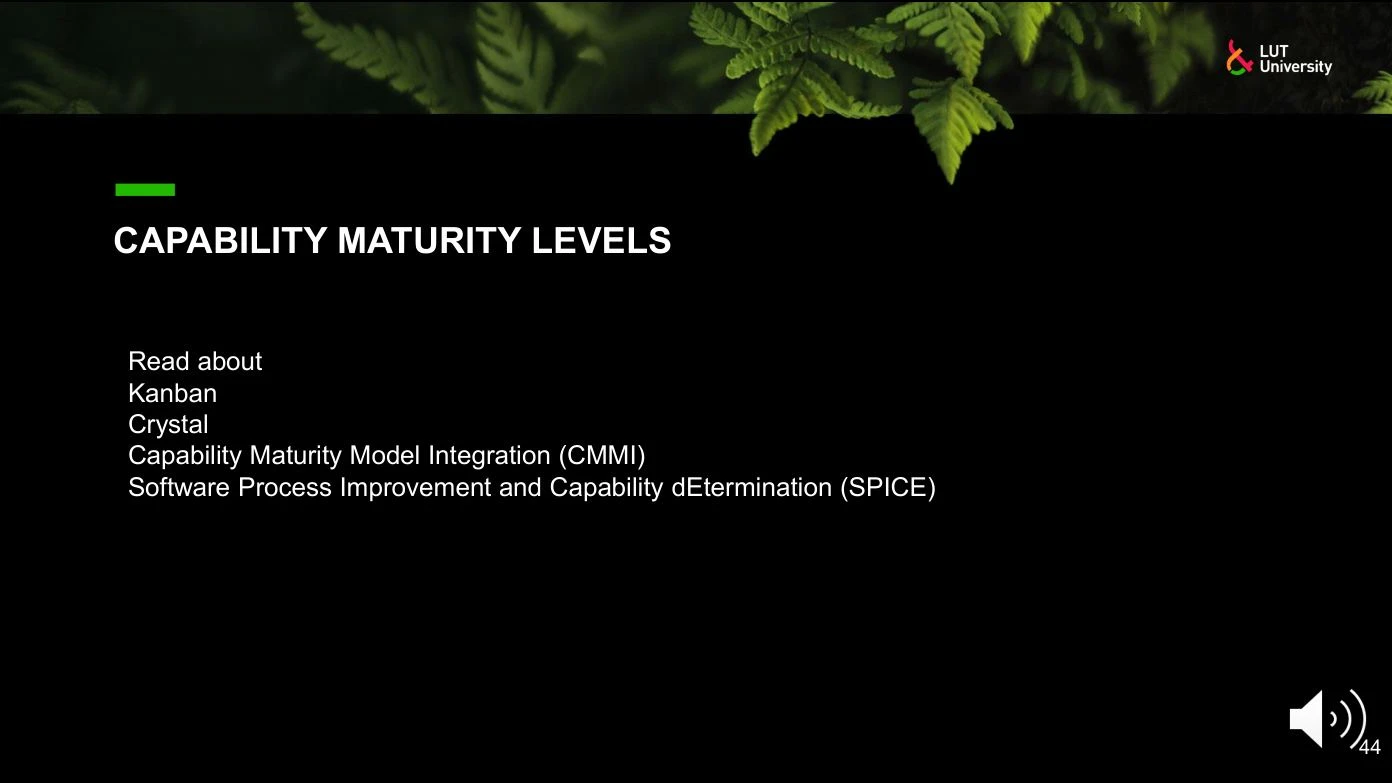 LUT
University
CAPABILITY MATURITY LEVELS
Read about
Kanban
Crystal
Capability Maturity Model Integration (CMMI)
Software Process Improvement and Capability dEtermination (SPICE)
44